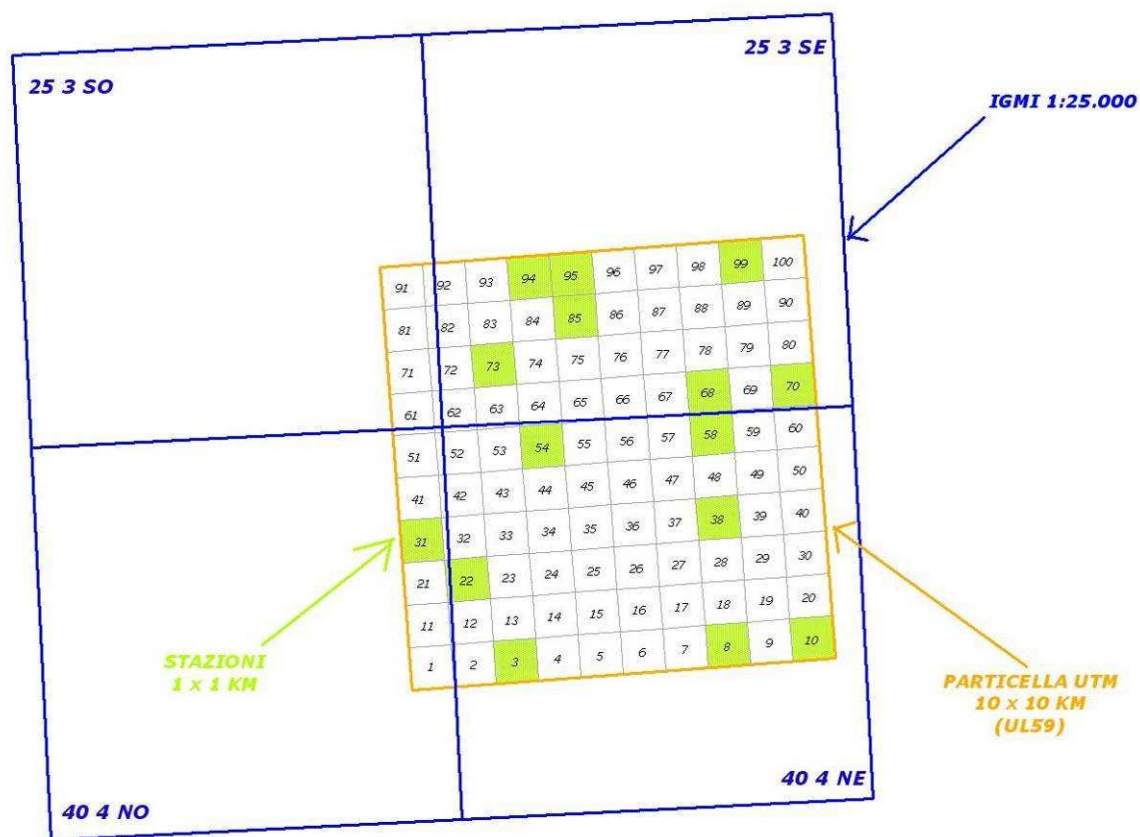 25 3 SO
25 3 SE
IGMI 1:25.000
91 92 93 94 95 96 97 98 99 100
81 82 83 84 85 86 87 88 89 90
71 72 73 74 75 76 77 78 79 80
61 62 63 64 65 66 67 68 69 70
51 52 53 54 55 56 57 58 59 60
41 42 43 44 45 46 47 48 49 50
31 32 33 34 35 36 37 38 39 40
21 22 23 24 25 26 27 28 29 30
11 12 13 14 15 16 17 18 19 20
1 2 3 4 5 6 7 8 9 10
STAZIONI
1 x 1 KM
PARTICELLA UTM
10 x 10 KM
(UL59)
40 4 NO
40 4 NE